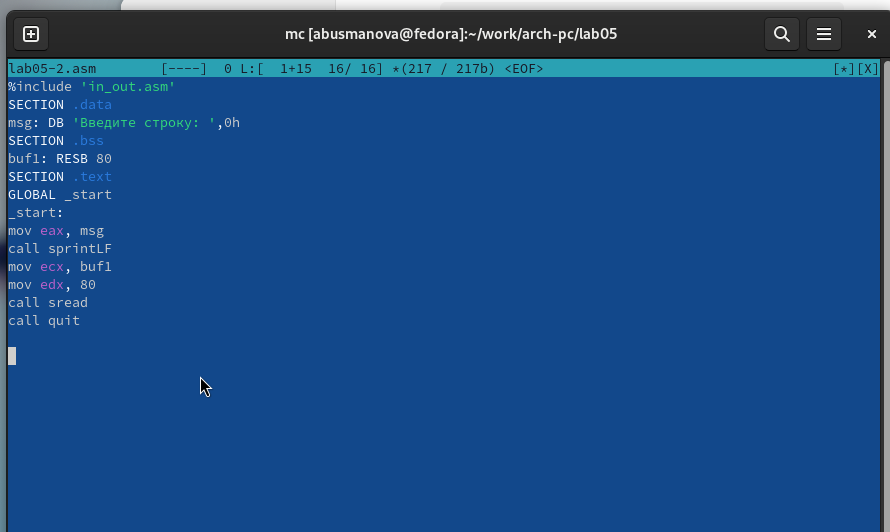 mc [abusmanova@fedora]:~/work/arch-pc/lab05
lab05-2.asm [----] 0 L:[ 1+15 16/ 16] *(217 / 217b) <EOF> [*][X]
%include 'in_out.asm'
SECTION .data
msg: DB 'Введите строку: ',0h
SECTION .bss
buf1: RESB 80
SECTION .text
GLOBAL _start
_start:
mov eax, msg
call sprintLF
mov ecx, buf1
mov edx, 80
call sread
call quit